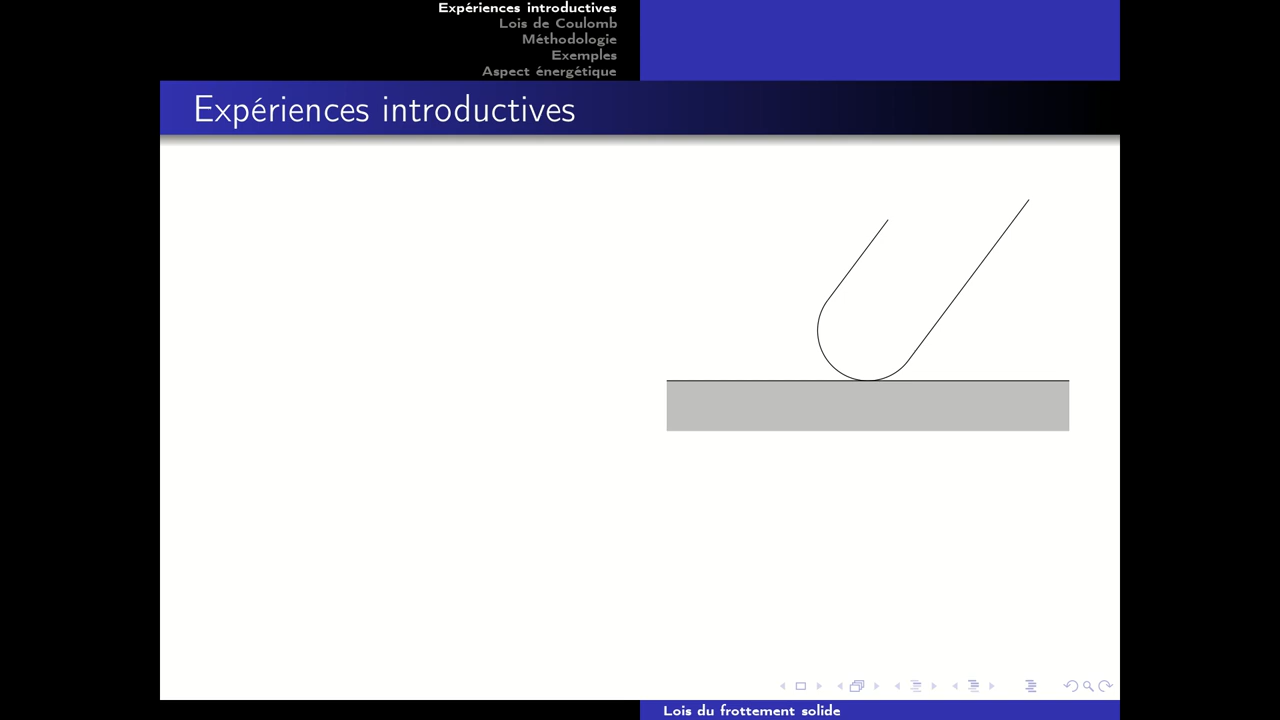 Expériences introductives
Lois de Coulomb
Méthodologie
Exemples
Aspect énergétique
Expériences introductives
Lois du frottement solide